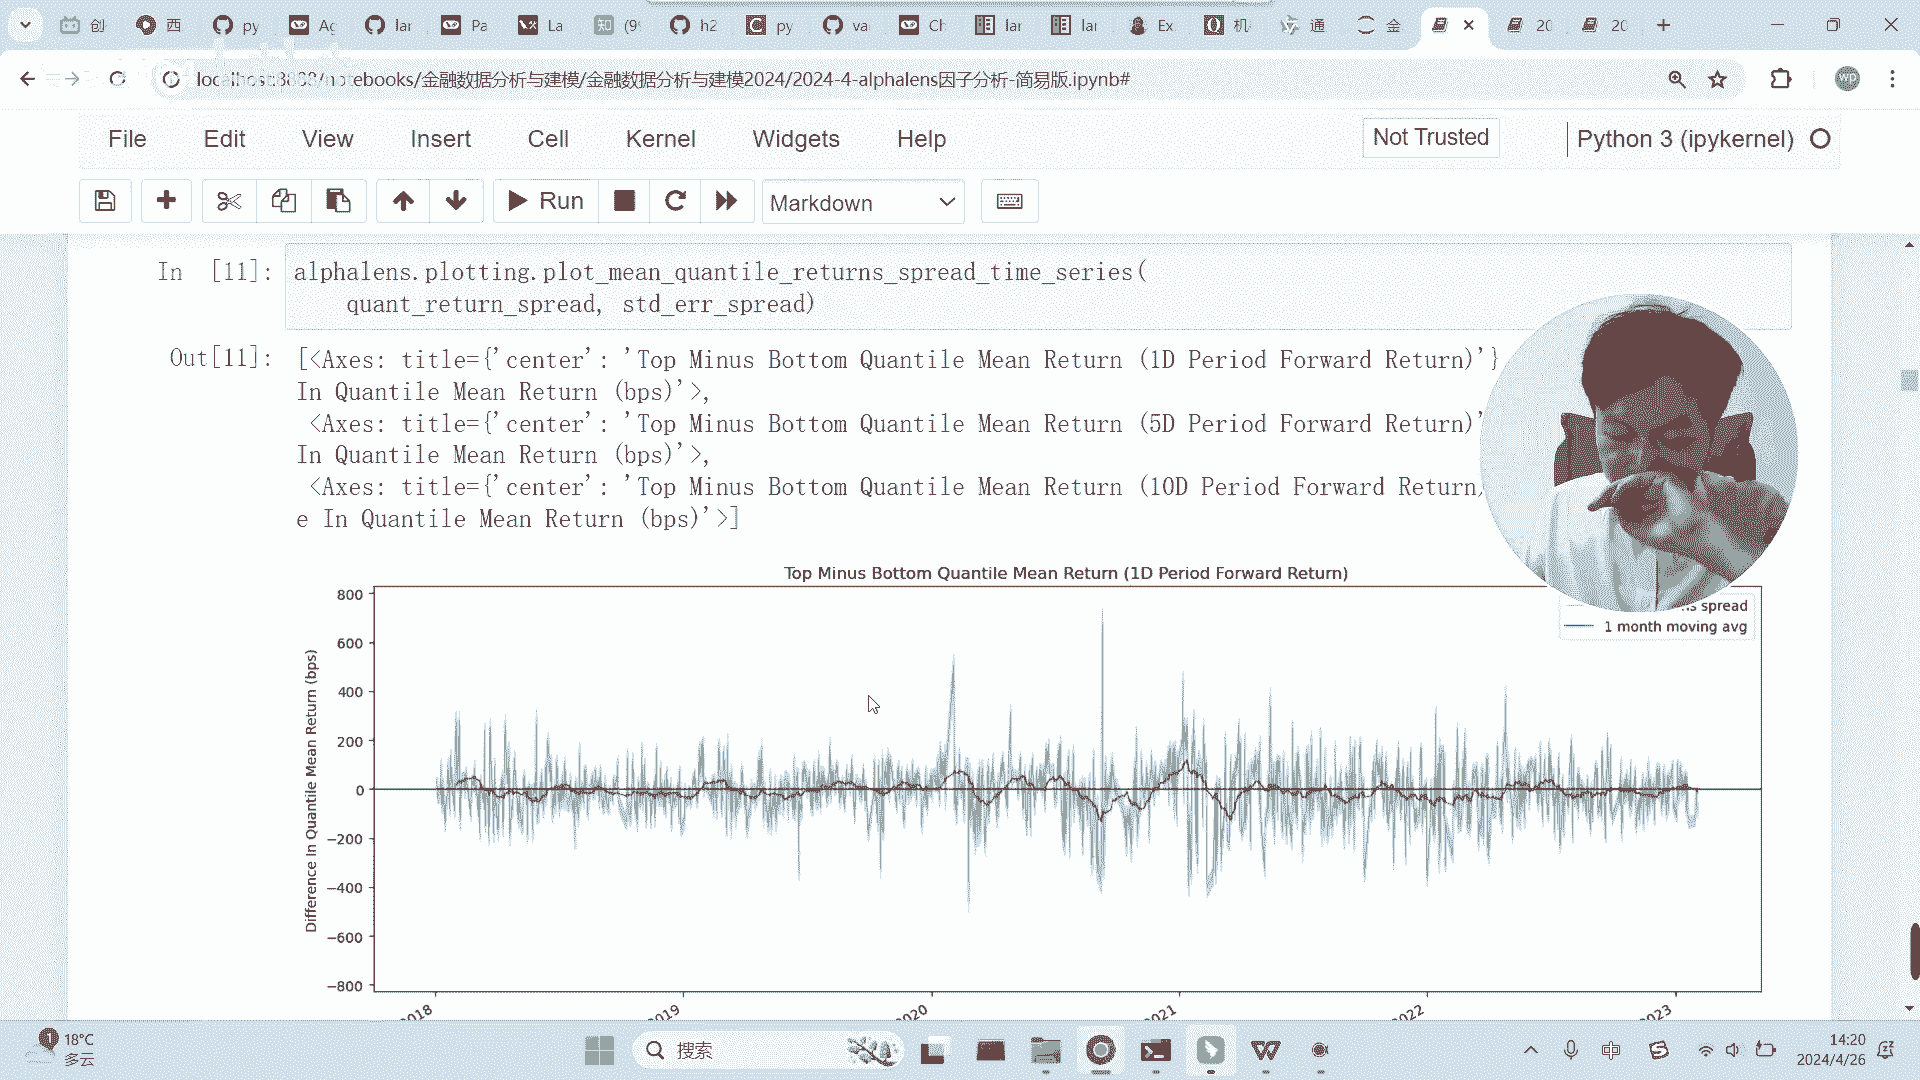 创
西
py
Ag
lar
Pa
La
知
(9
h2
py
va
Ch
lar
lar
Ex
机
通
金
20
20
localhost:8888/notebooks/金融数据分析与建模/金融数据分析与建模2024/2024-4-alphalens因子分析-简易版.ipynb#
wp
File Edit View Insert Cell Kernel Widgets Help
Not Trusted
Python 3 (ipykernel)
Run
Markdown
In [11]: alphalens.plotting.plot_mean_quantile_returns_spread_time_series(
quant_return_spread, std_err_spread)
Out[11]: [<Axes: title={'center': 'Top Minus Bottom Quantile Mean Return (1D Period Forward Return)'}
In Quantile Mean Return (bps)'>,
<Axes: title={'center': 'Top Minus Bottom Quantile Mean Return (5D Period Forward Return)'
In Quantile Mean Return (bps)'>,
<Axes: title={'center': 'Top Minus Bottom Quantile Mean Return (10D Period Forward Return)
e In Quantile Mean Return (bps)'>]
Top Minus Bottom Quantile Mean Return (1D Period Forward Return)
spread
1 month moving avg
Difference In Quantile Mean Return (bps)
800
600
400
200
0
−200
−400
−600
−800
2018
2019
2020
2021
2022
2023
1
18°C
多云
搜索
中
14:20
2024/4/26